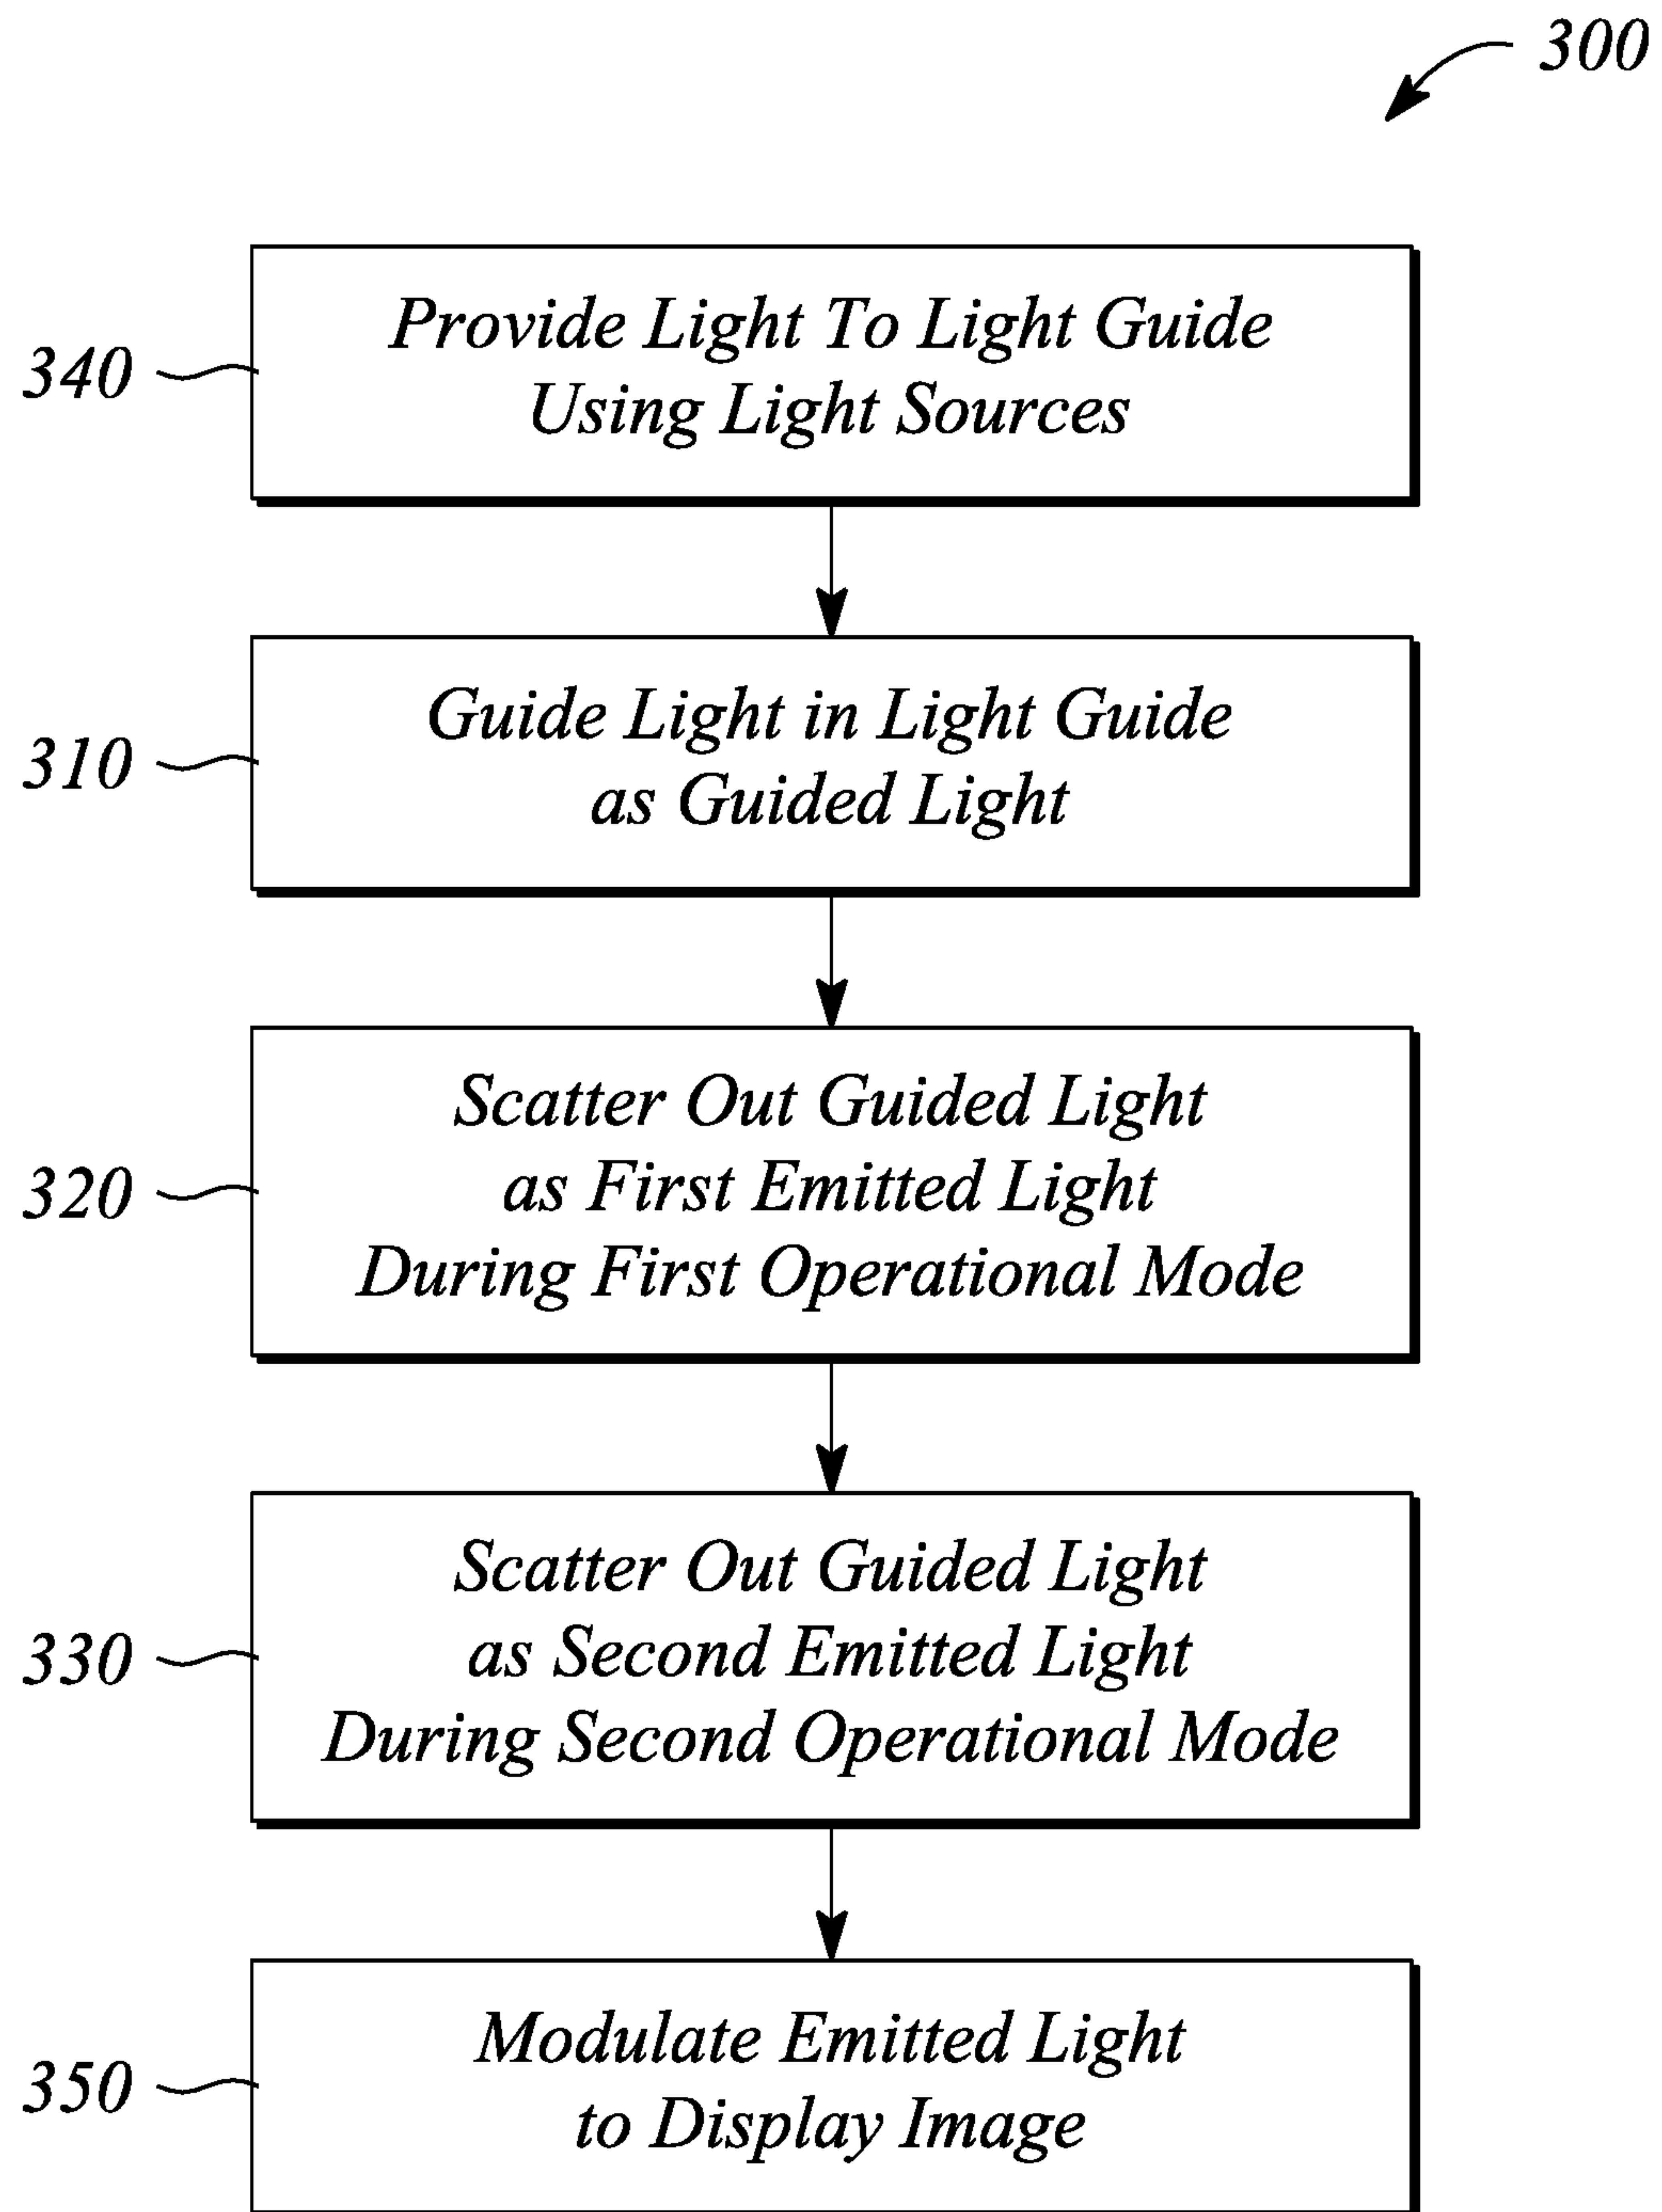 300
340
Provide Light To Light Guide
Using Light Sources
310
Guide Light in Light Guide
as Guided Light
320
Scatter Out Guided Light
as First Emitted Light
During First Operational Mode
330
Scatter Out Guided Light
as Second Emitted Light
During Second Operational Mode
350
Modulate Emitted Light
to Display Image